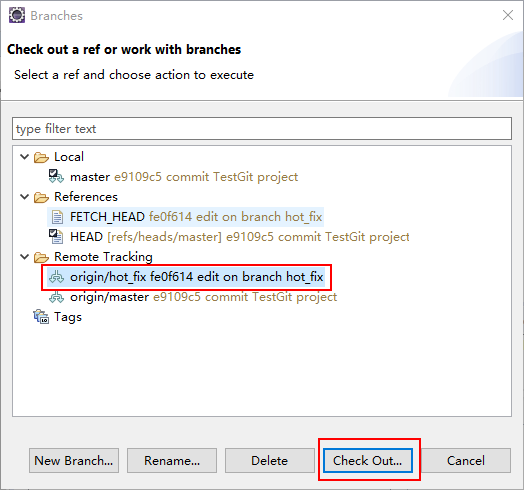 Branches
Check out a ref or work with branches
Select a ref and choose action to execute
type filter text
Local
master e9109c5 commit TestGit project
References
FETCH_HEAD fe0f614 edit on branch hot_fix
HEAD [refs/heads/master] e9109c5 commit TestGit project
Remote Tracking
origin/hot_fix fe0f614 edit on branch hot_fix
origin/master e9109c5 commit TestGit project
Tags
New Branch... Rename... Delete Check Out... Cancel